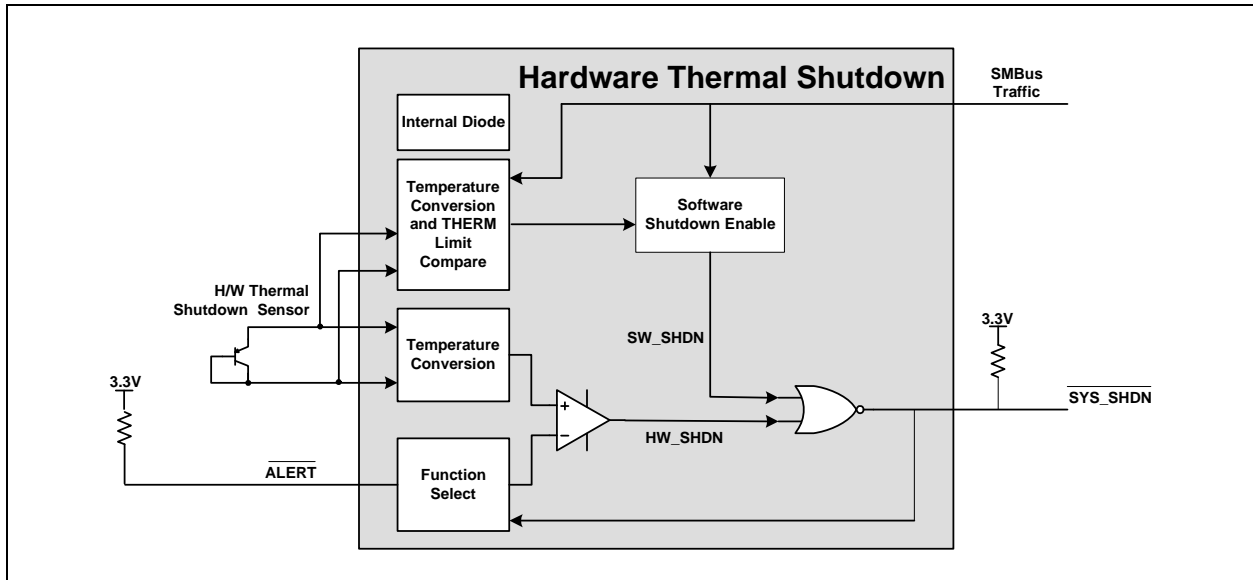 Hardware Thermal Shutdown
SMBus
Traffic
Internal Diode
Temperature
Conversion
and THERM
Limit
Compare
Software
Shutdown Enable
H/W Thermal
Shutdown Sensor
Temperature
Conversion
SW_SHDN
3.3V
3.3V
+
−
HW_SHDN
SYS_SHDN
ALERT
Function
Select